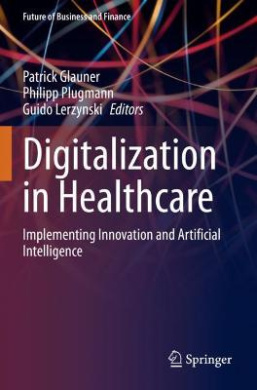 Future of Business and Finance
Patrick Glauner
Philipp Plugmann
Guido Lerzynski Editors
Digitalization
in Healthcare
Implementing Innovation and Artificial
Intelligence
Springer